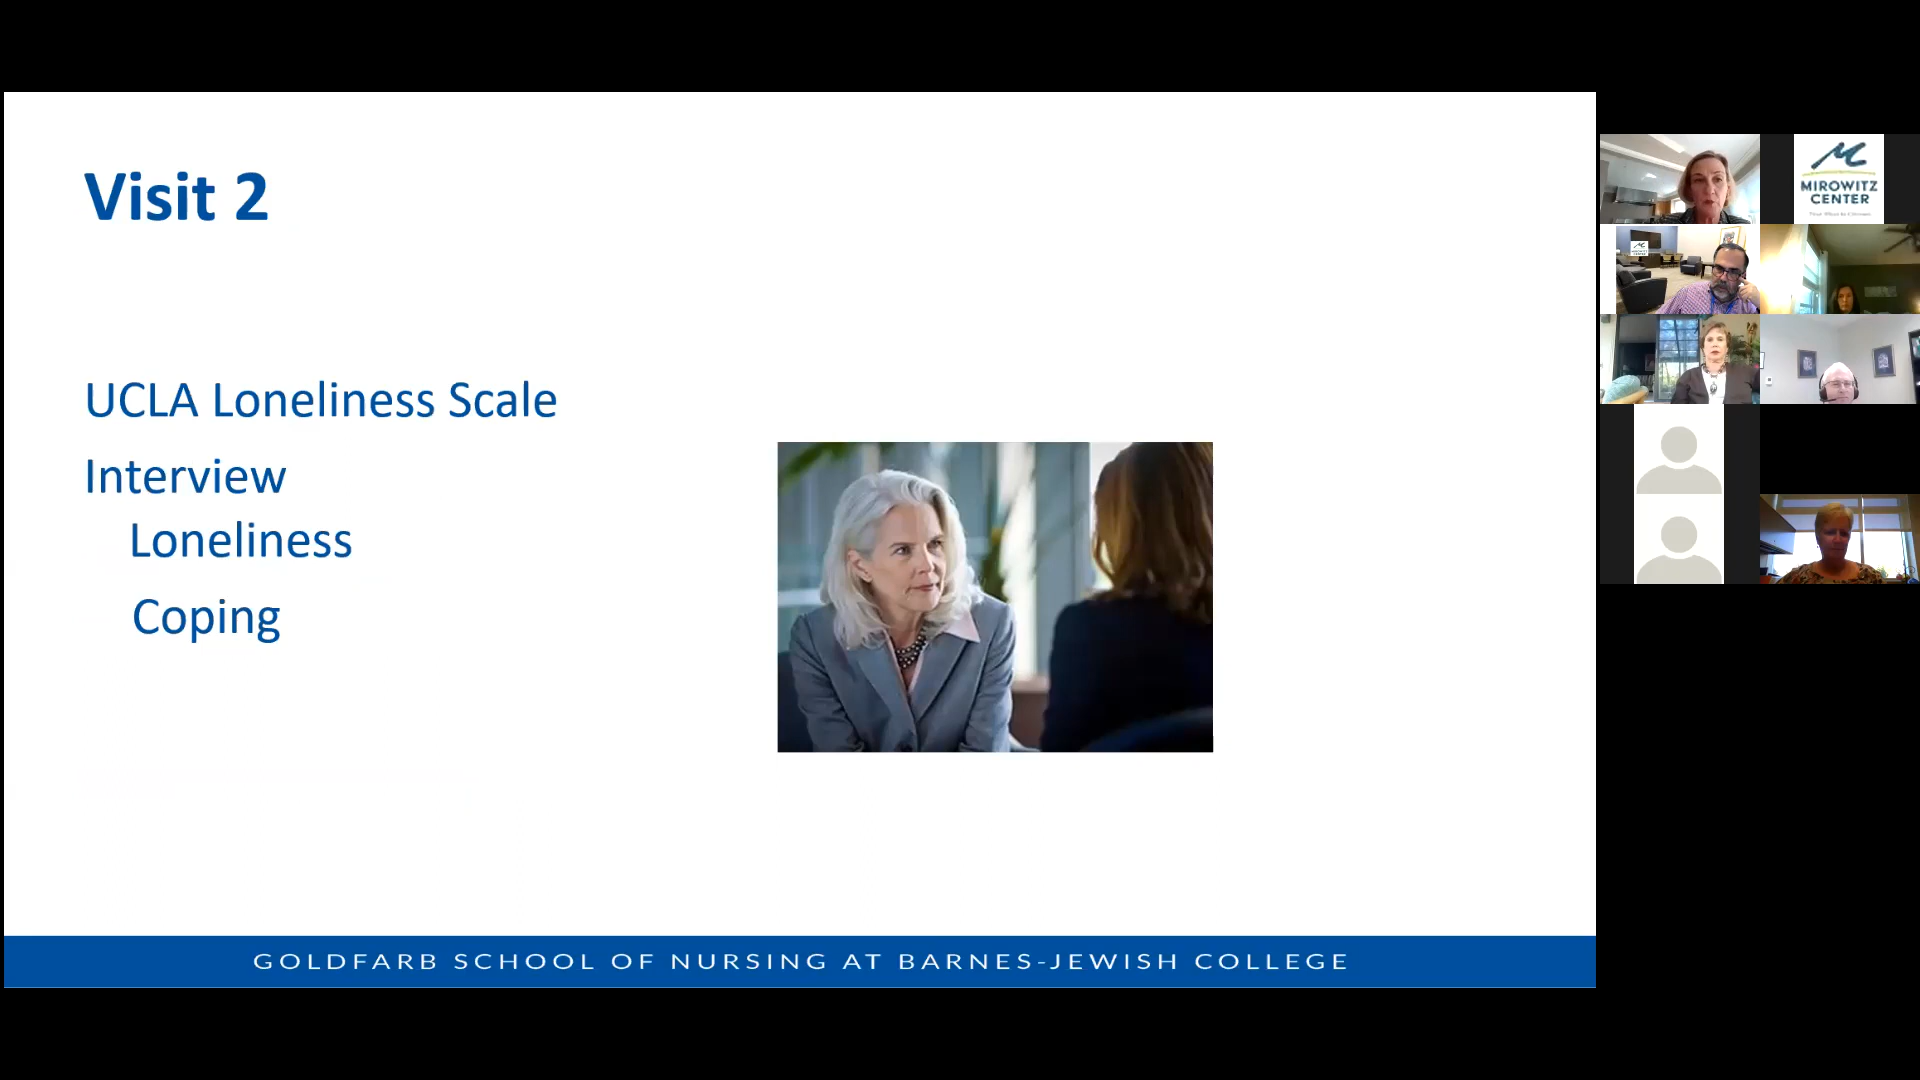 Visit 2
UCLA Loneliness Scale
Interview
Loneliness
Coping
GOLDFARB SCHOOL OF NURSING AT BARNES-JEWISH COLLEGE
MIROWITZ
CENTER